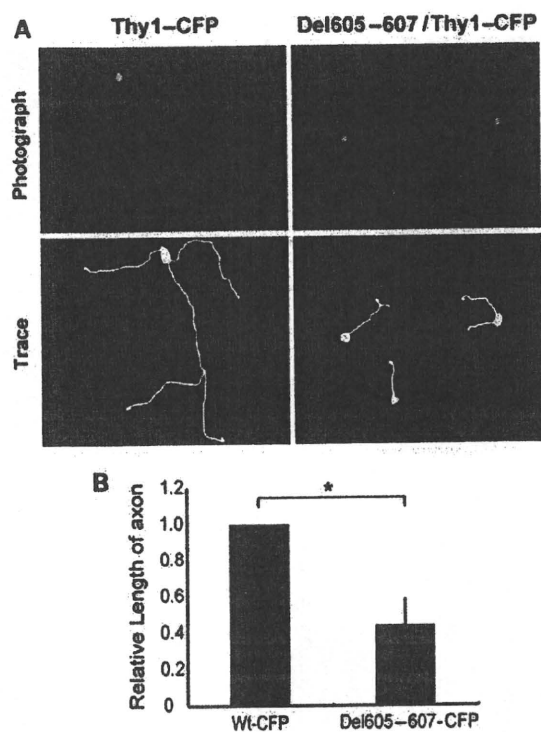 A
Thy1–CFP
Del605–607/Thy1–CFP
Photograph
Trace
B
*
Relative Length of axon
1.2
1.0
0.8
0.6
0.4
0.2
0
Wt-CFP
Del605–607-CFP